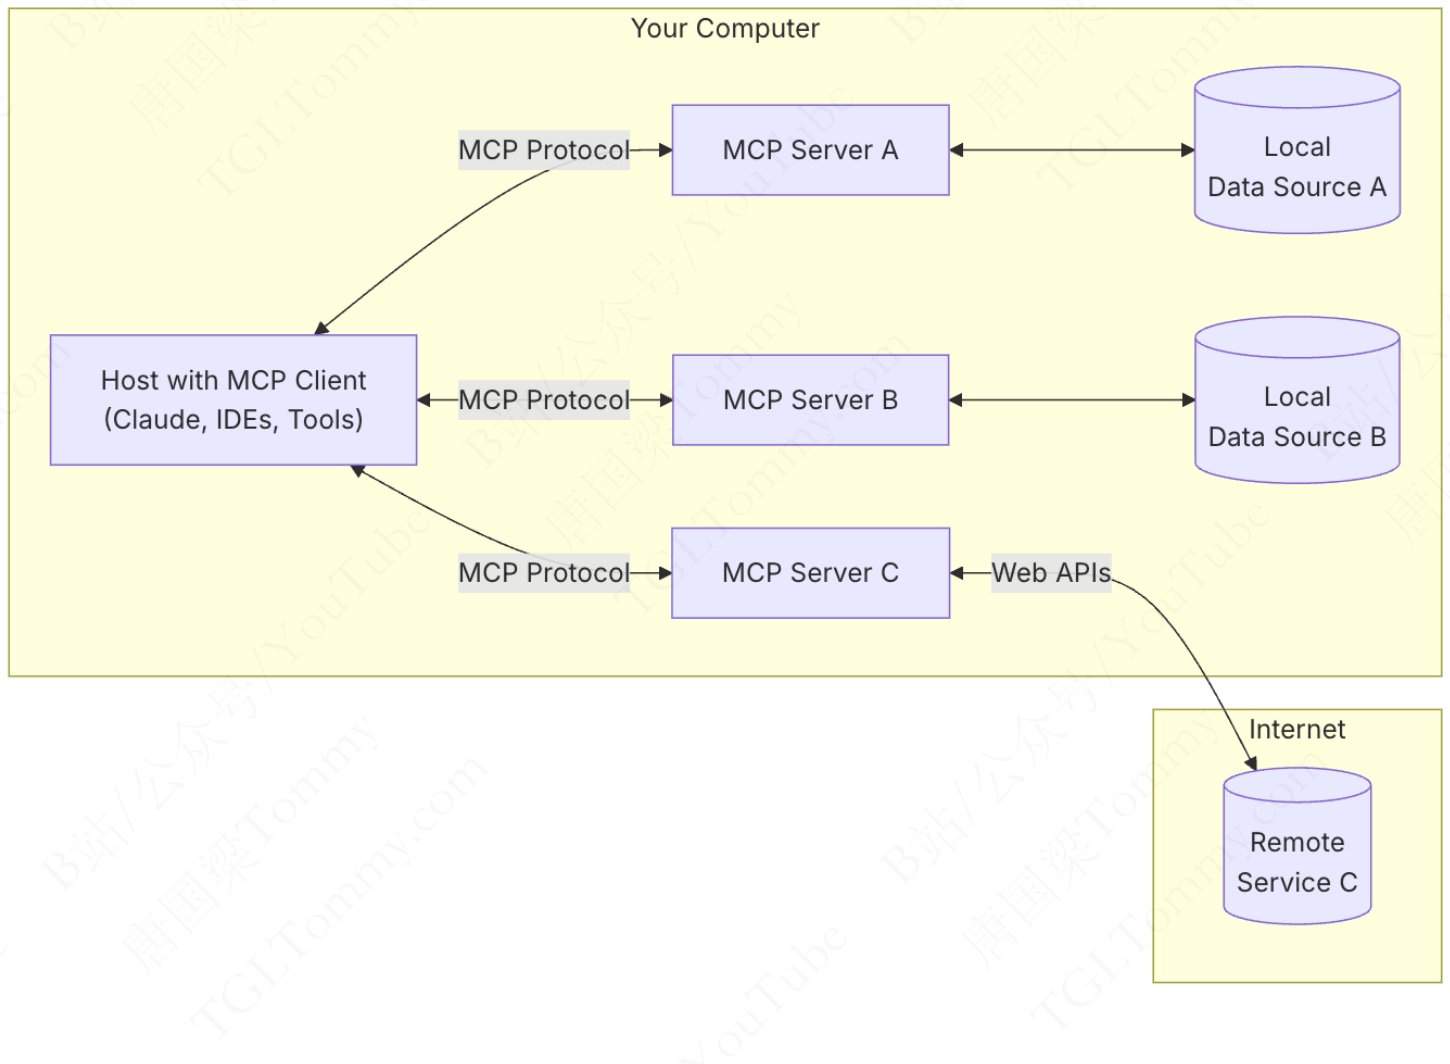 Your Computer
MCP Protocol
MCP Server A
Local
Data Source A
Host with MCP Client
(Claude, IDEs, Tools)
MCP Protocol
MCP Server B
Local
Data Source B
MCP Protocol
MCP Server C
Web APIs
Internet
Remote
Service C
B站/公众号/YouTube
唐国梁Tommy
TGLTommy.com